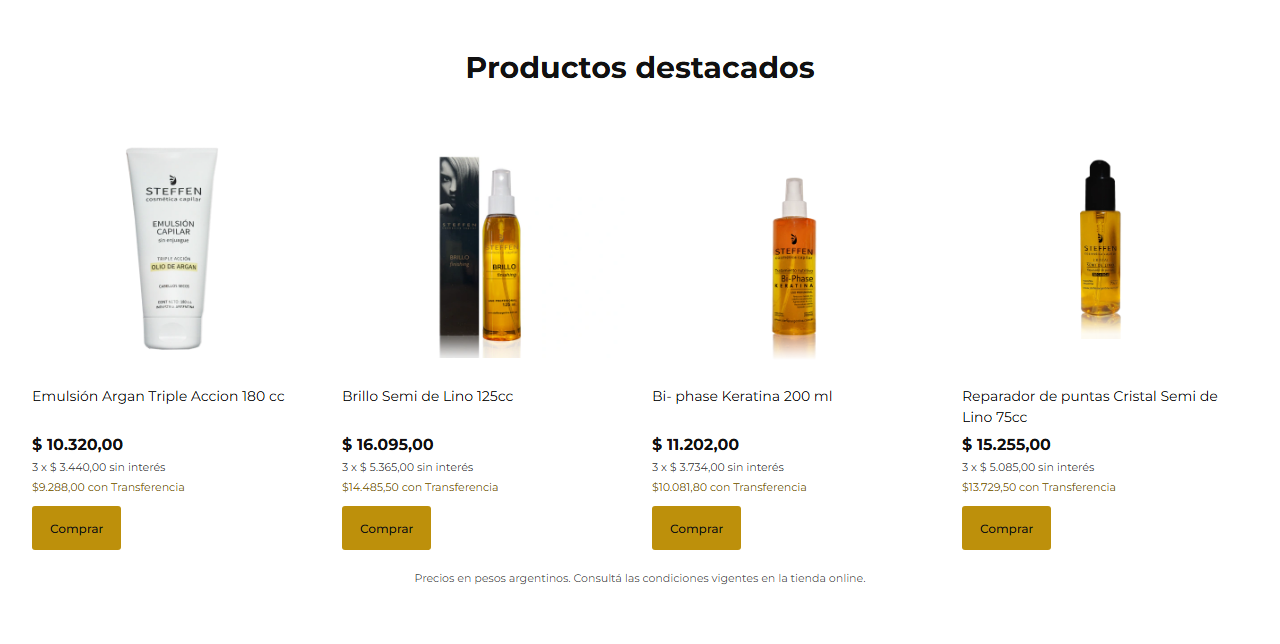 Productos destacados
STEFFEN
cosmética capilar
EMULSIÓN
CAPILAR
sin enjuague
TRIPLE ACCIÓN
OLIO DE ARGAN
STEFFEN
BRILLO
finishing
STEFFEN
BRILLO
finishing
STEFFEN
Bi-Phase
KERATINA
STEFFEN
Emulsión Argan Triple Accion 180 cc
Brillo Semi de Lino 125cc
Bi- phase Keratina 200 ml
Reparador de puntas Cristal Semi de
Lino 75cc
$ 10.320,00
$ 16.095,00
$ 11.202,00
$ 15.255,00
3 x $ 3.440,00 sin interés
3 x $ 5.365,00 sin interés
3 x $ 3.734,00 sin interés
3 x $ 5.085,00 sin interés
$9.288,00 con Transferencia
$14.485,50 con Transferencia
$10.081,80 con Transferencia
$13.729,50 con Transferencia
Comprar
Comprar
Comprar
Comprar
Precios en pesos argentinos. Consultá las condiciones vigentes en la tienda online.